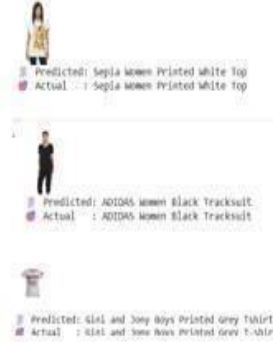 Predicted: Sepia Women Printed White Top
Actual : Sepia Women Printed White Top
Predicted: ADIDAS Women Black Tracksuit
Actual : ADIDAS Women Black Tracksuit
Predicted: Gini and Jony Boys Printed Grey Tshirt
Actual : Gini and Jony Boys Printed Grey T-shir